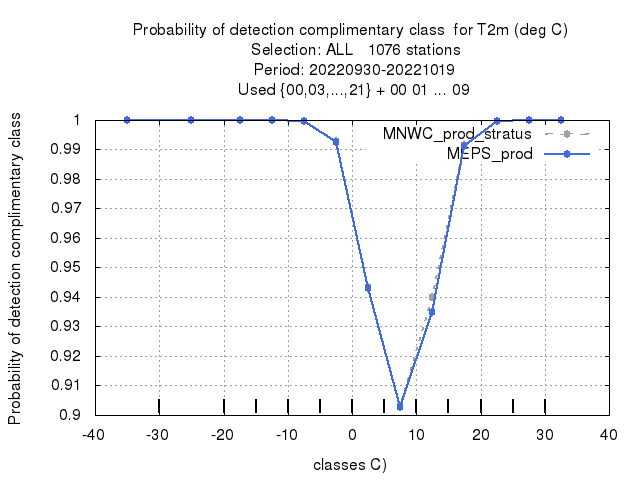 Probability of detection complimentary class  for T2m (deg C)
Selection: ALL   1076 stations
Period: 20220930-20221019
Used {00,03,...,21} + 00 01 ... 09
Probability of detection complimentary class
1
0.99
0.98
0.97
0.96
0.95
0.94
0.93
0.92
0.91
0.9
MNWC_prod_stratus
MEPS_prod
-40 -30 -20 -10 0 10 20 30 40
classes C)